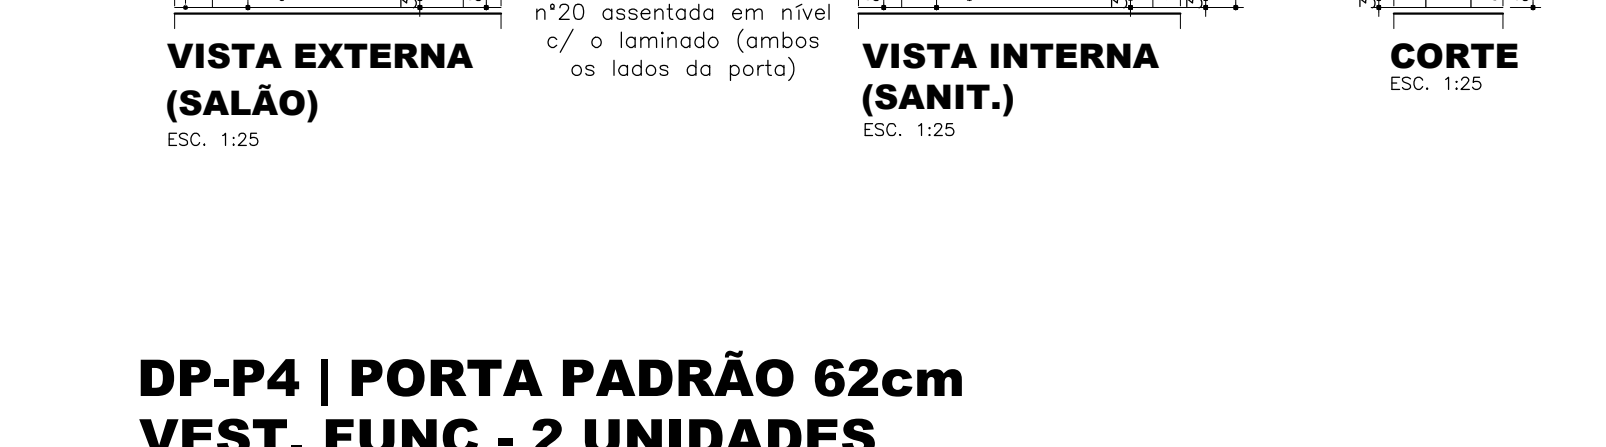 n°20 assentada em nível
c/ o laminado (ambos
os lados da porta)
VISTA EXTERNA
(SALÃO)
ESC. 1:25
VISTA INTERNA
(SANIT.)
ESC. 1:25
CORTE
ESC. 1:25
DP-P4 | PORTA PADRÃO 62cm
VEST. FUNC - 2 UNIDADES